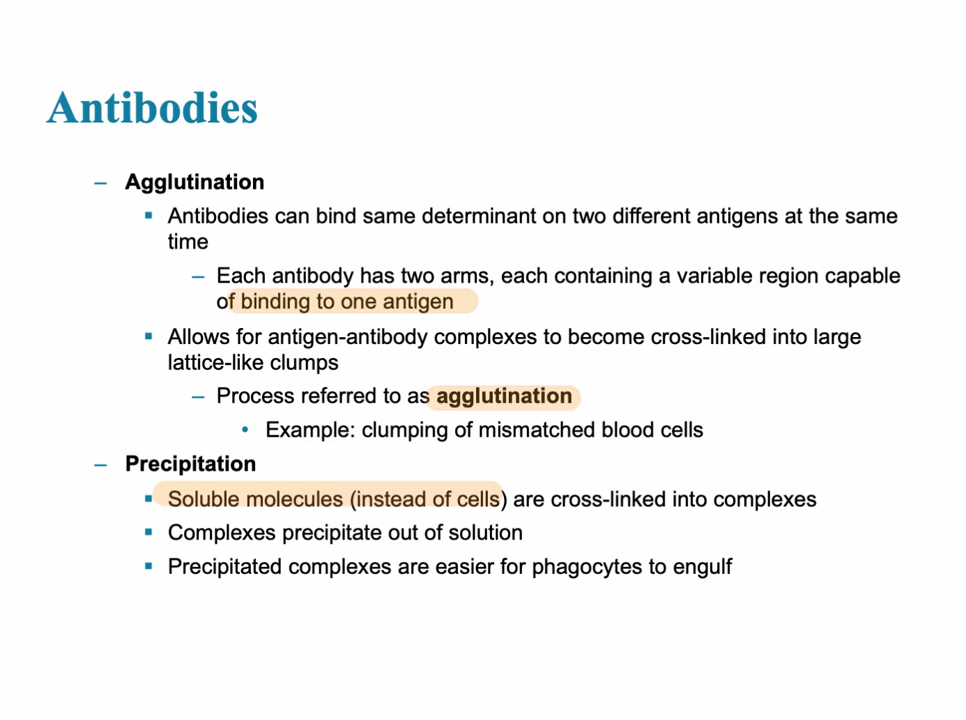 Antibodies
– Agglutination
▪ Antibodies can bind same determinant on two different antigens at the same
time
– Each antibody has two arms, each containing a variable region capable
of binding to one antigen
▪ Allows for antigen-antibody complexes to become cross-linked into large
lattice-like clumps
– Process referred to as agglutination
• Example: clumping of mismatched blood cells
– Precipitation
▪ Soluble molecules (instead of cells) are cross-linked into complexes
▪ Complexes precipitate out of solution
▪ Precipitated complexes are easier for phagocytes to engulf